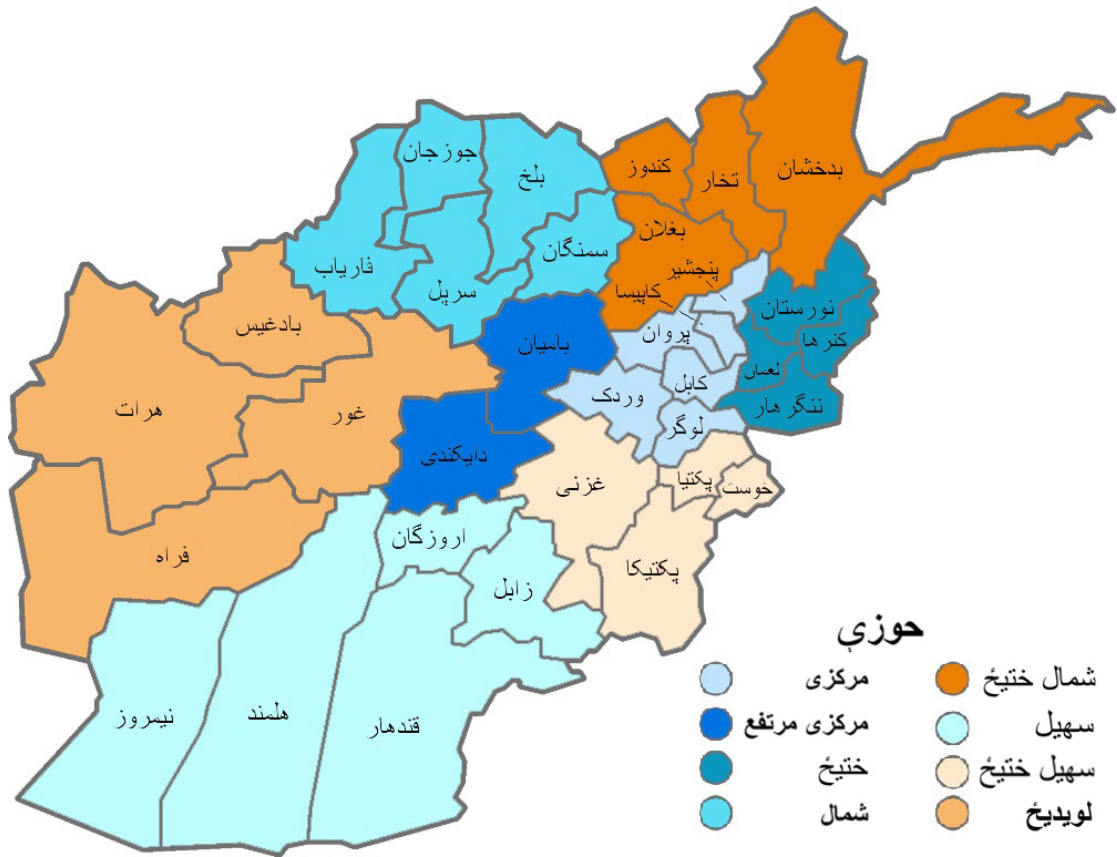 جوزجان
بلخ
کندوز
تخار
بدخشان
فاریاب
سرپل
سمنگان
بغلان
پنجشیر
کاپیسا
نورستان
کنرها
بادغیس
بامیان
پروان
لغمان
کابل
ننگرهار
وردک
هرات
غور
لوگر
دایکندی
غزنی
پکتیا
خوست
فراه
اروزگان
زابل
پکتیکا
نیمروز
هلمند
قندهار
حوزې
شمال ختیځ
مرکزی
سهیل
مرکزی مرتفع
سهیل ختیځ
ختیځ
لویدیځ
شمال